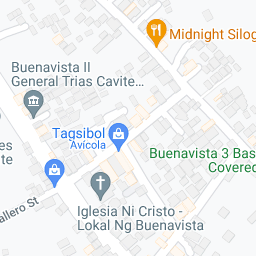 Midnight Silog
Buenavista II
General Trias Cavite...
Tagsibol
Avícola
Buenavista 3 Bas
Covere
es
te
Iglesia Ni Cristo -
Lokal Ng Buenavista
allero St